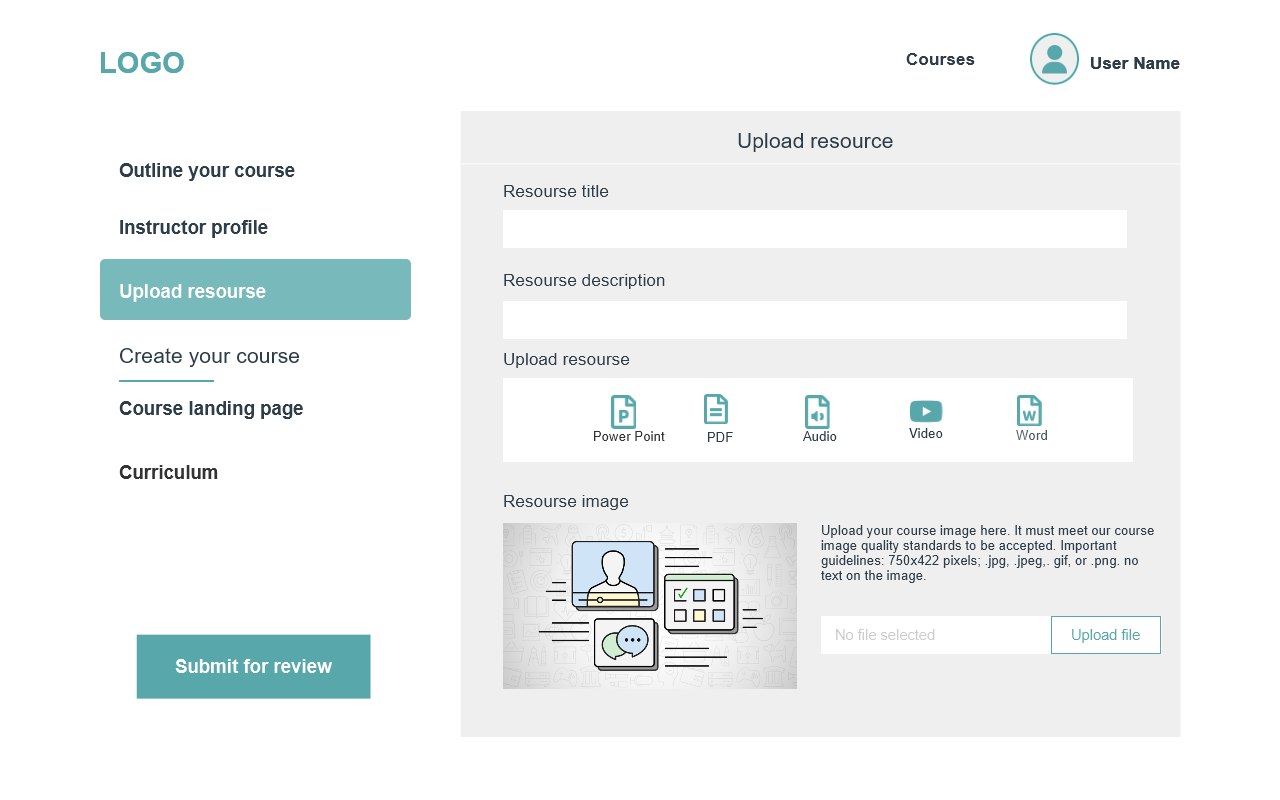 LOGO
Courses
User Name
Outline your course
Instructor profile
Upload resourse
Create your course
Course landing page
Curriculum
Submit for review
Upload resource
Resourse title
Resourse description
Upload resourse
P
W
Power Point
PDF
Audio
Video
Word
Resourse image
Upload your course image here. It must meet our course
image quality standards to be accepted. Important
guidelines: 750x422 pixels; .jpg, .jpeg,. gif, or .png. no
text on the image.
No file selected
Upload file